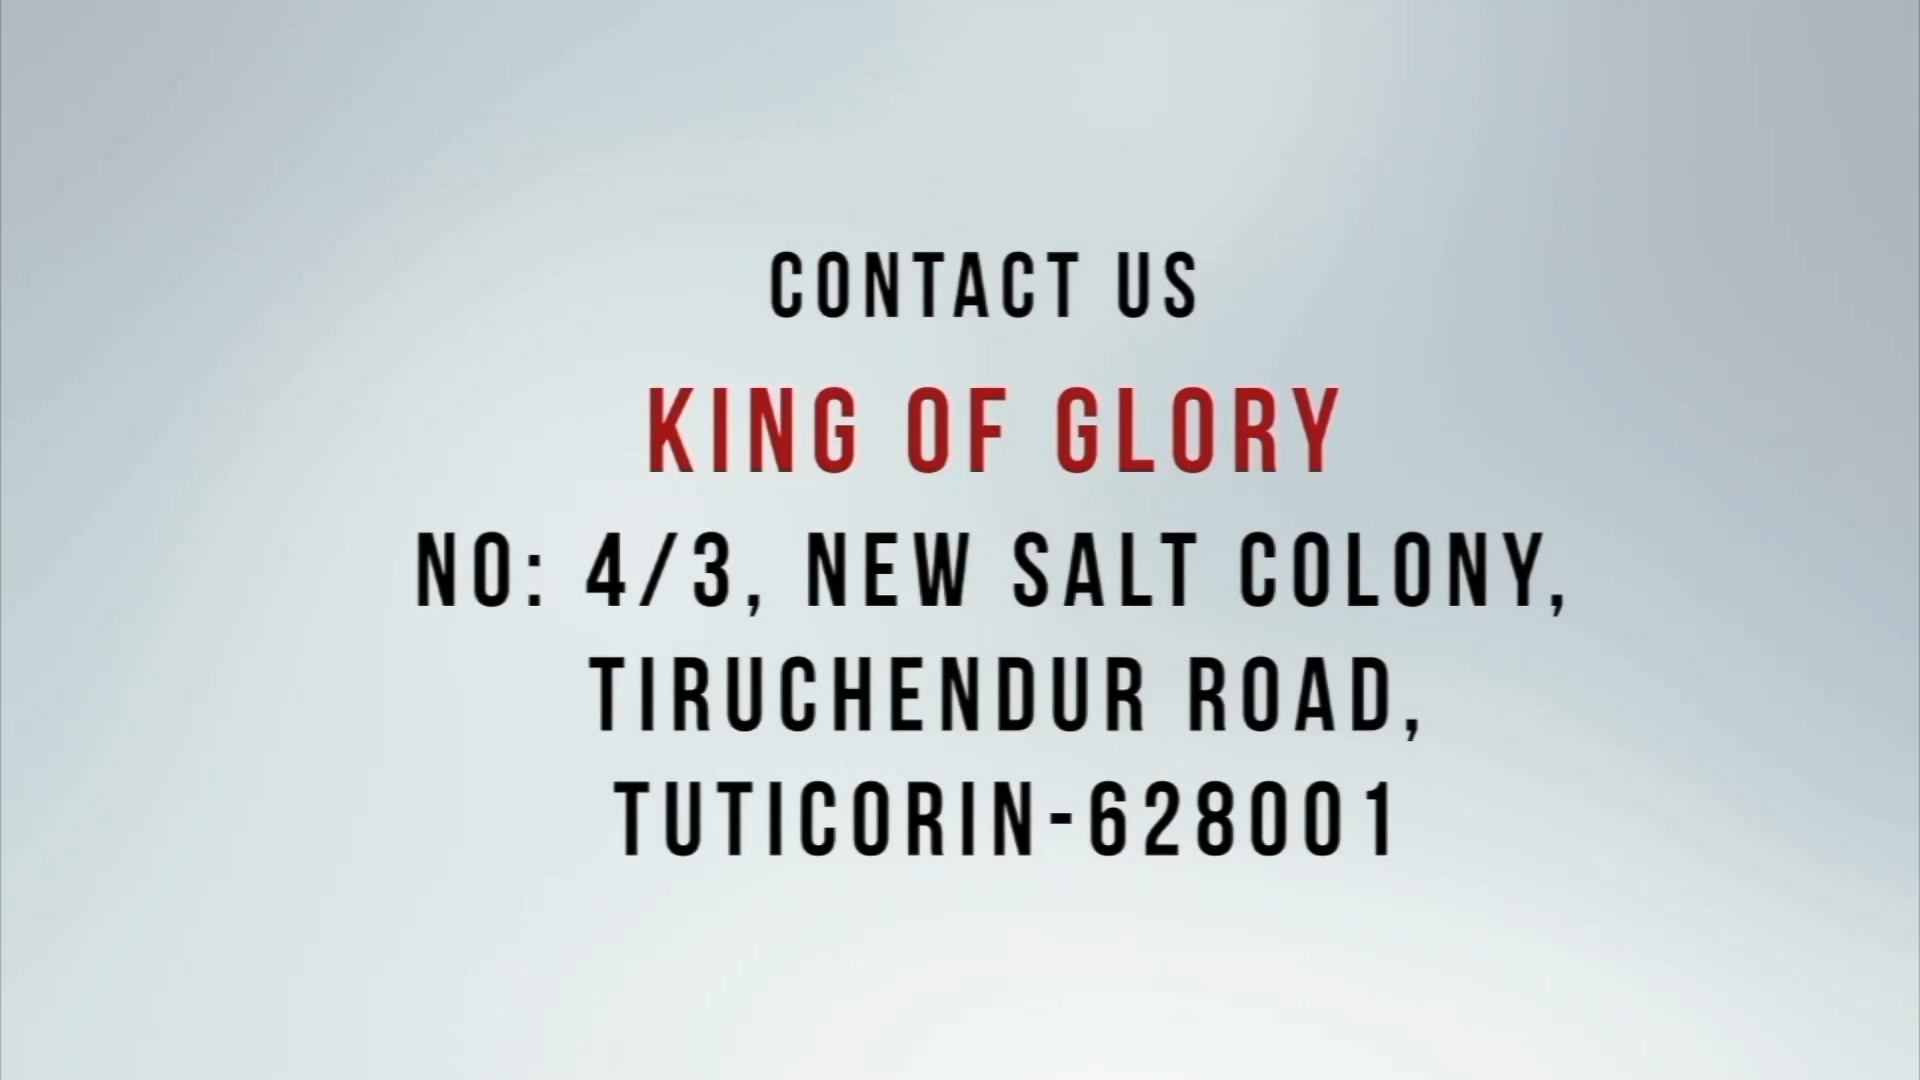 CONTACT US
KING OF GLORY
NO: 4/3, NEW SALT COLONY,
TIRUCHENDUR ROAD,
TUTICORIN-628001